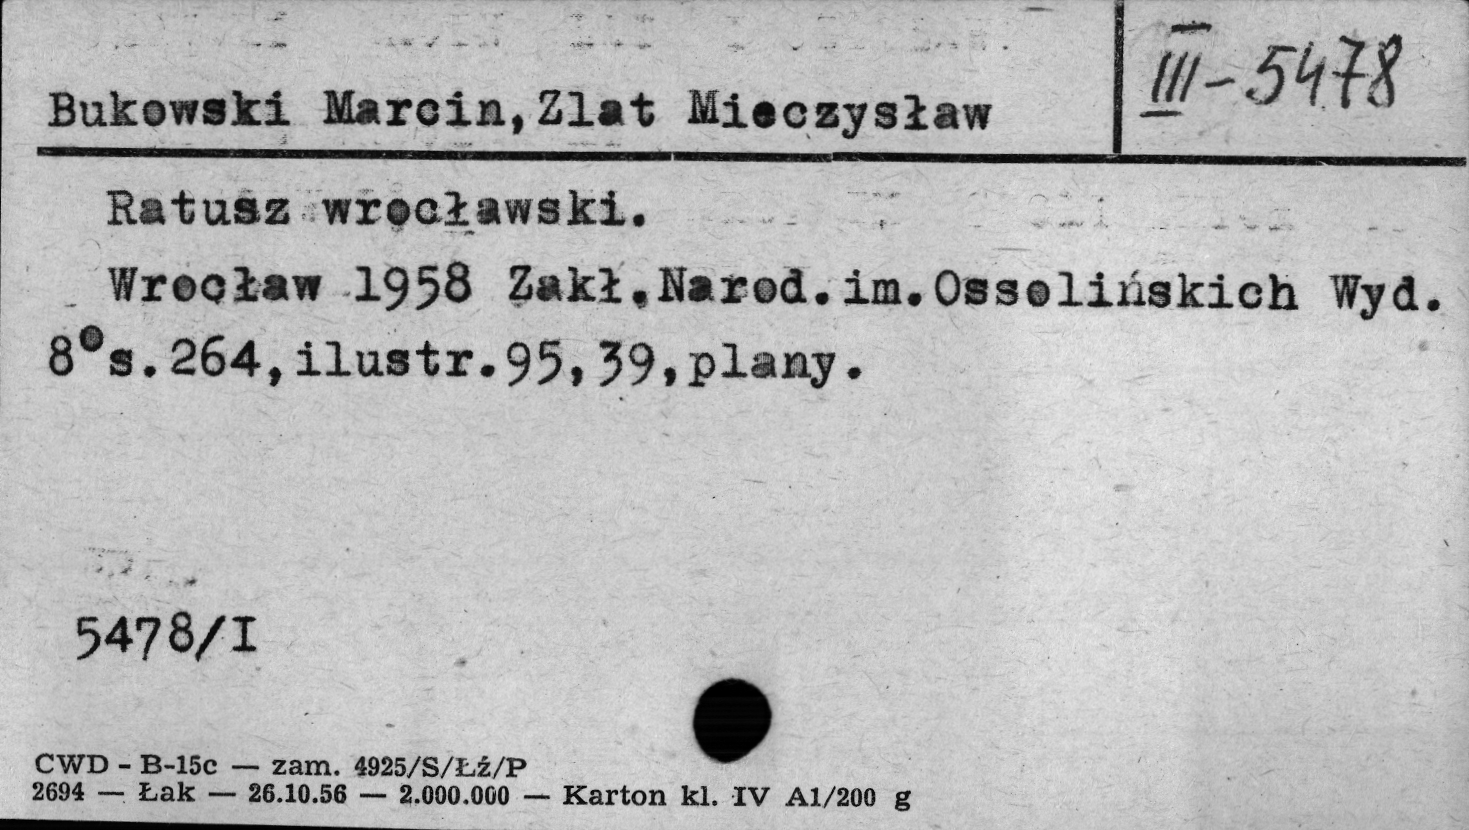 III-5478
Bukowski Marcin,Zlat Mieczysław
Ratusz wrocławski.
Wrocław 1958 Zakł.Narod.im.Ossolińskich Wyd.
8°s.264,ilustr.95,39,plany.
5478/I
CWD - B-15c — zam. 4925/S/Łź/P
2694 — Łak — 26.10.56 — 2.000.000 — Karton kl. IV A1/200 g